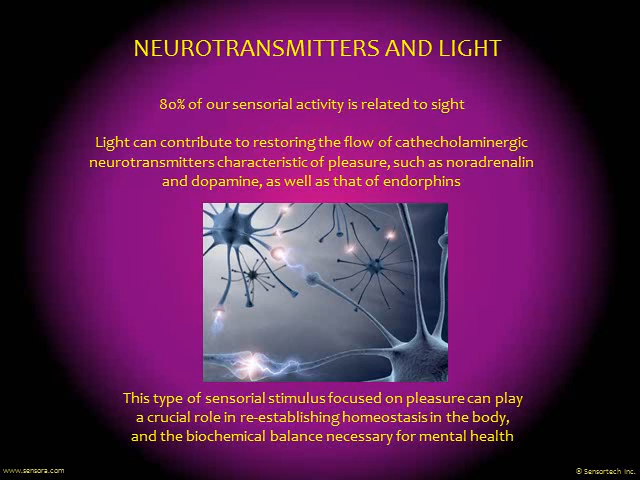 NEUROTRANSMITTERS AND LIGHT
80% of our sensorial activity is related to sight
Light can contribute to restoring the flow of cathecholaminergic
neurotransmitters characteristic of pleasure, such as noradrenalin
and dopamine, as well as that of endorphins
This type of sensorial stimulus focused on pleasure can play
a crucial role in re-establishing homeostasis in the body,
and the biochemical balance necessary for mental health
www.sensora.com
© Sensortech Inc.